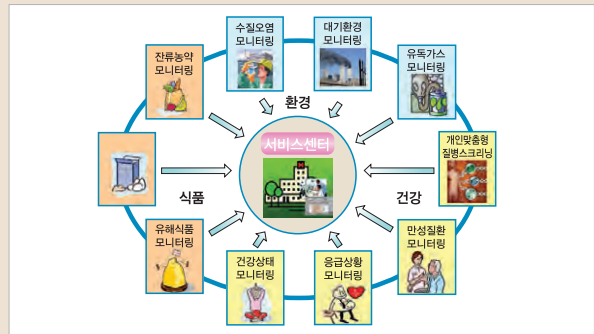 수질오염
모니터링
대기환경
모니터링
잔류농약
모니터링
유독가스
모니터링
환경
서비스센터
개인맞춤형
질병스크리닝
식품
건강
유해식품
모니터링
만성질환
모니터링
건강상태
모니터링
응급상황
모니터링